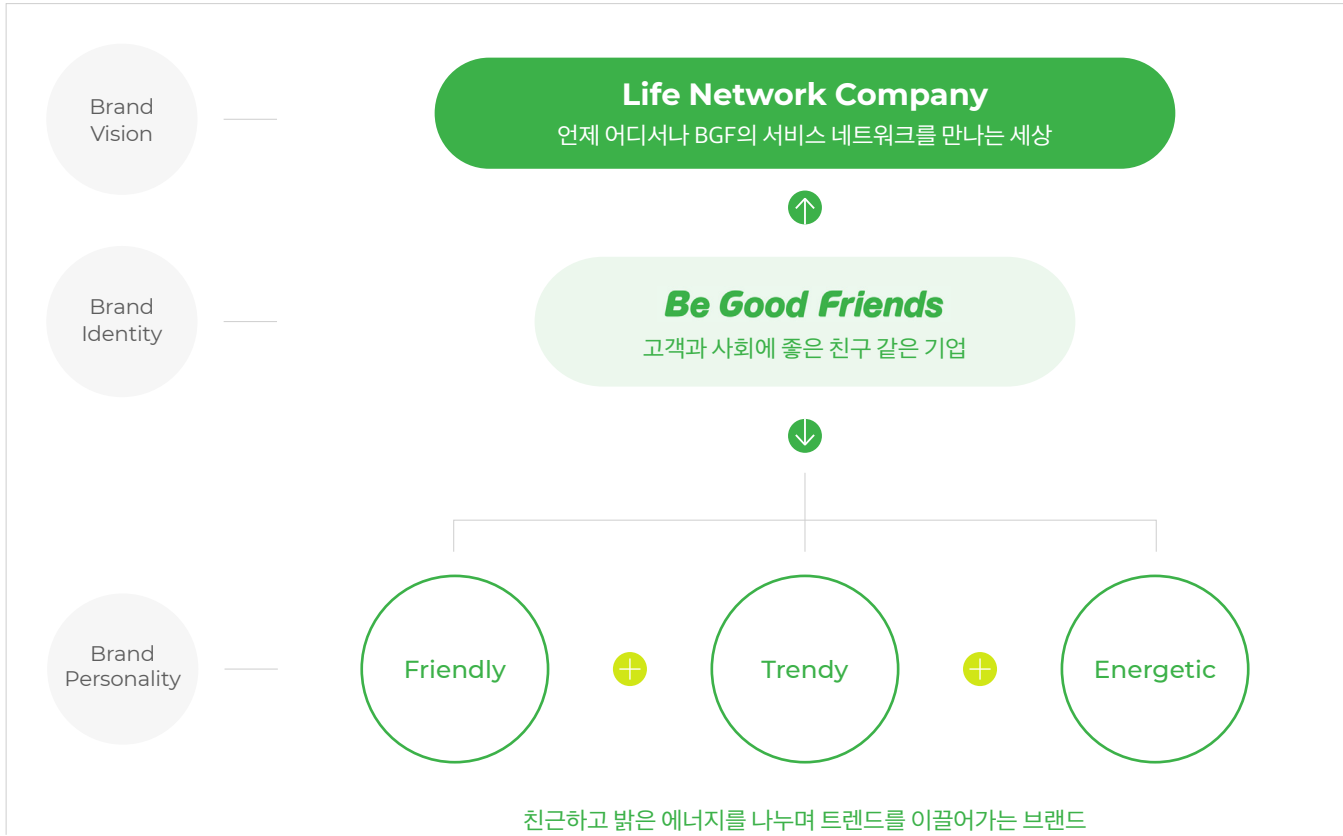 Brand
Vision
Life Network Company
언제 어디서나 BGF의 서비스 네트워크를 만나는 세상
Brand
Identity
Be Good Friends
고객과 사회에 좋은 친구 같은 기업
Brand
Personality
Friendly
Trendy
Energetic
친근하고 밝은 에너지를 나누며 트렌드를 이끌어가는 브랜드